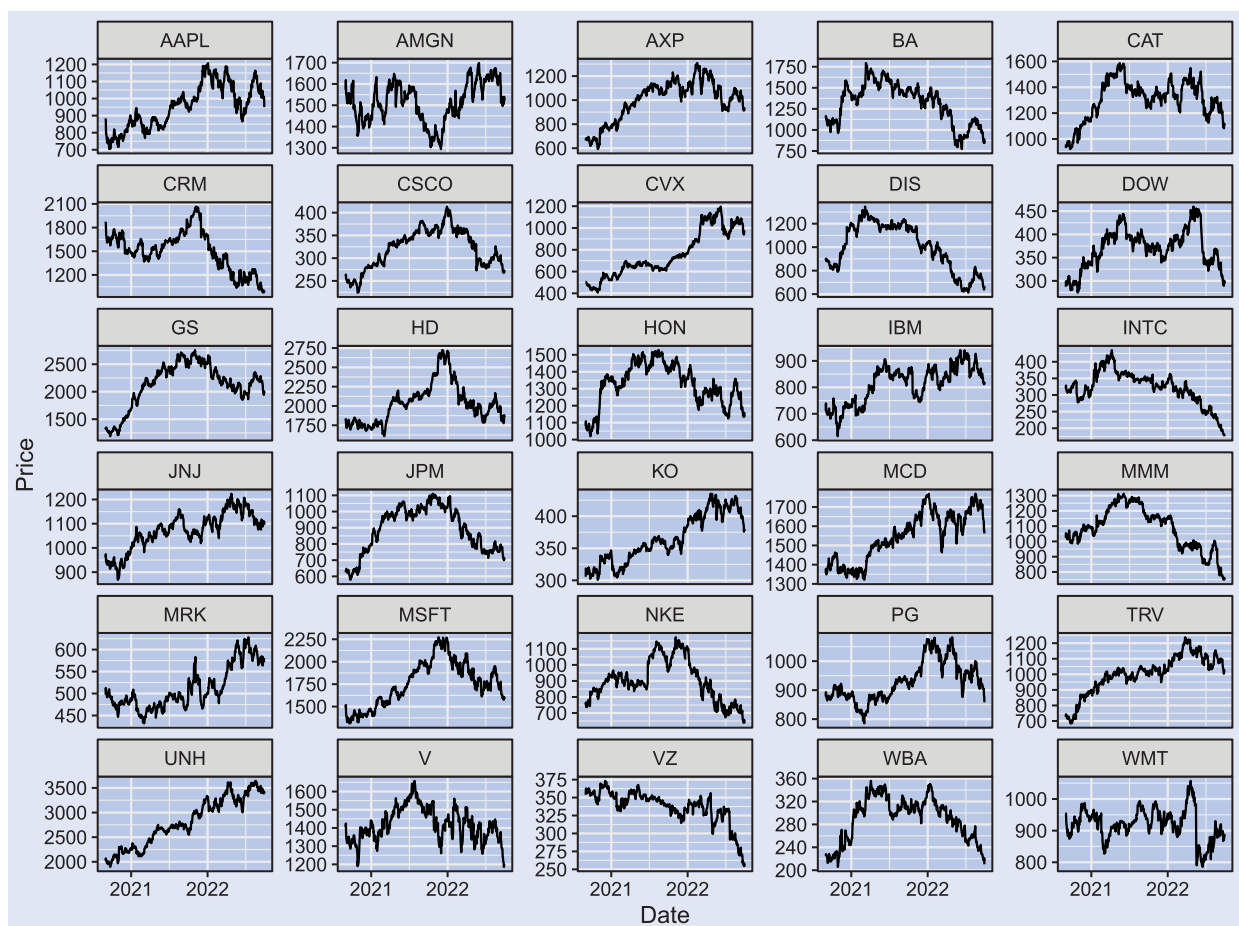 AAPL AMGN AXP BA CAT
1200 1100 1000 900 800 700
1700 1600 1500 1400 1300
1200 1000 800 600
1750 1500 1250 1000 750
1600 1400 1200 1000
CRM CSCO CVX DIS DOW
2100 1800 1500 1200
400 350 300 250
1200 1000 800 600 400
1200 1000 800 600
450 400 350 300
GS HD HON IBM INTC
2500 2000 1500
2750 2500 2250 2000 1750
1500 1400 1300 1200 1100 1000
900 800 700 600
400 350 300 250 200
Price
JNJ JPM KO MCD MMM
1200 1100 1000 900
1100 1000 900 800 700 600
400 350 300
1700 1600 1500 1400 1300
1300 1200 1100 1000 900 800
MRK MSFT NKE PG TRV
600 550 500 450
2250 2000 1750 1500
1100 1000 900 800 700
1000 900 800
1200 1100 1000 900 800 700
UNH V VZ WBA WMT
3500 3000 2500 2000
1600 1500 1400 1300 1200
375 350 325 300 275 250
360 320 280 240 200
1000 900 800
2021 2022 2021 2022 2021 2022 2021 2022 2021 2022
Date